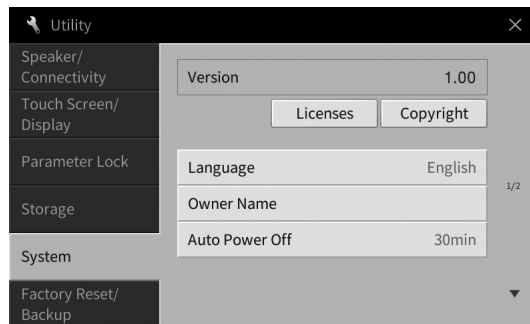 Utility
Speaker/
Connectivity
Touch Screen/
Display
Parameter Lock
Storage
System
Factory Reset/
Backup
Version 1.00
Licenses Copyright
Language English
Owner Name
Auto Power Off 30min
1/2